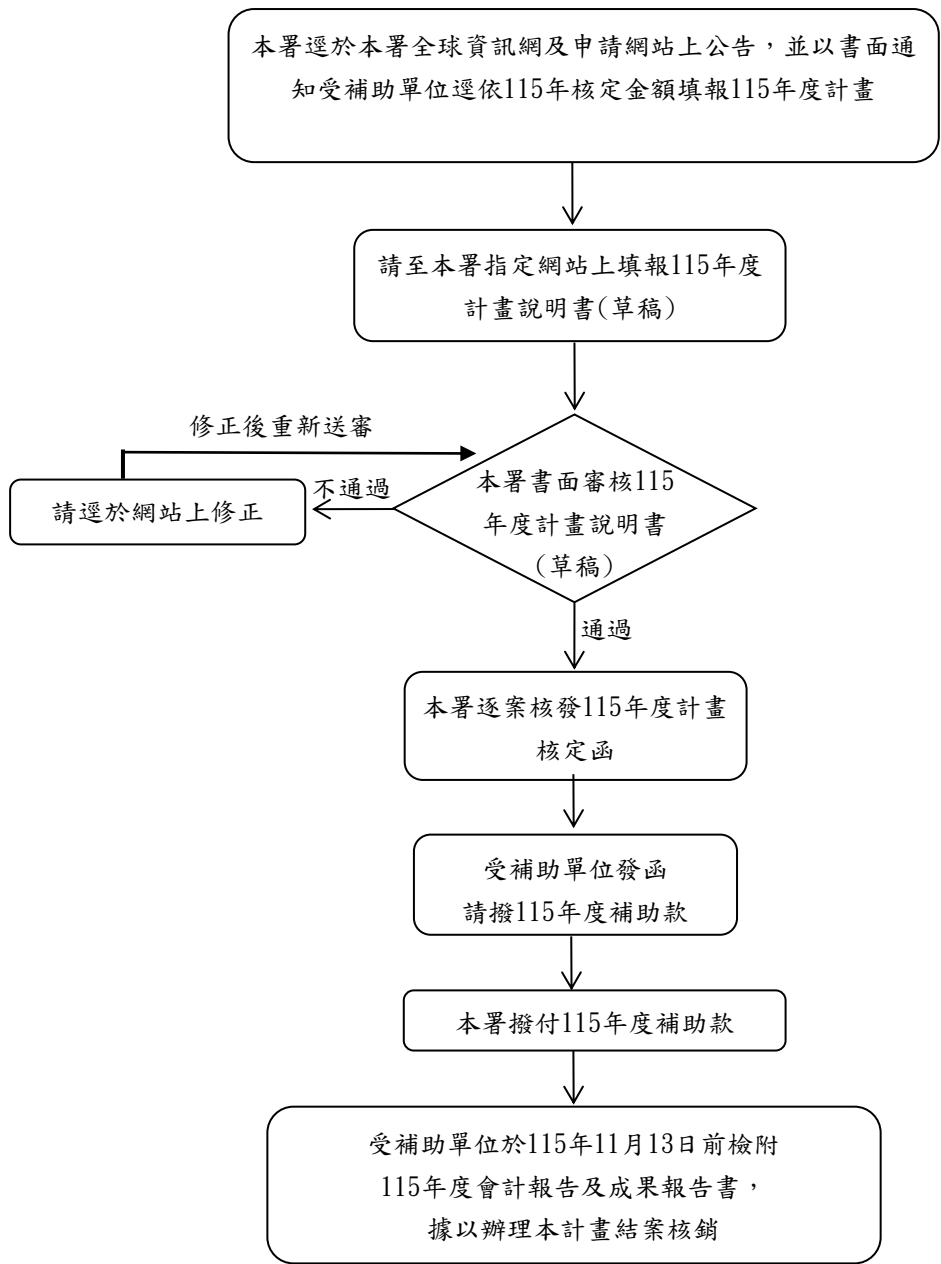 本署逕於本署全球資訊網及申請網站上公告，並以書面通
知受補助單位逕依115年核定金額填報115年度計畫
請至本署指定網站上填報115年度
計畫說明書(草稿)
修正後重新送審
請逕於網站上修正
不通過
本署書面審核115
年度計畫說明書
(草稿)
通過
本署逐案核發115年度計畫
核定函
受補助單位發函
請撥115年度補助款
本署撥付115年度補助款
受補助單位於115年11月13日前檢附
115年度會計報告及成果報告書，
據以辦理本計畫結案核銷